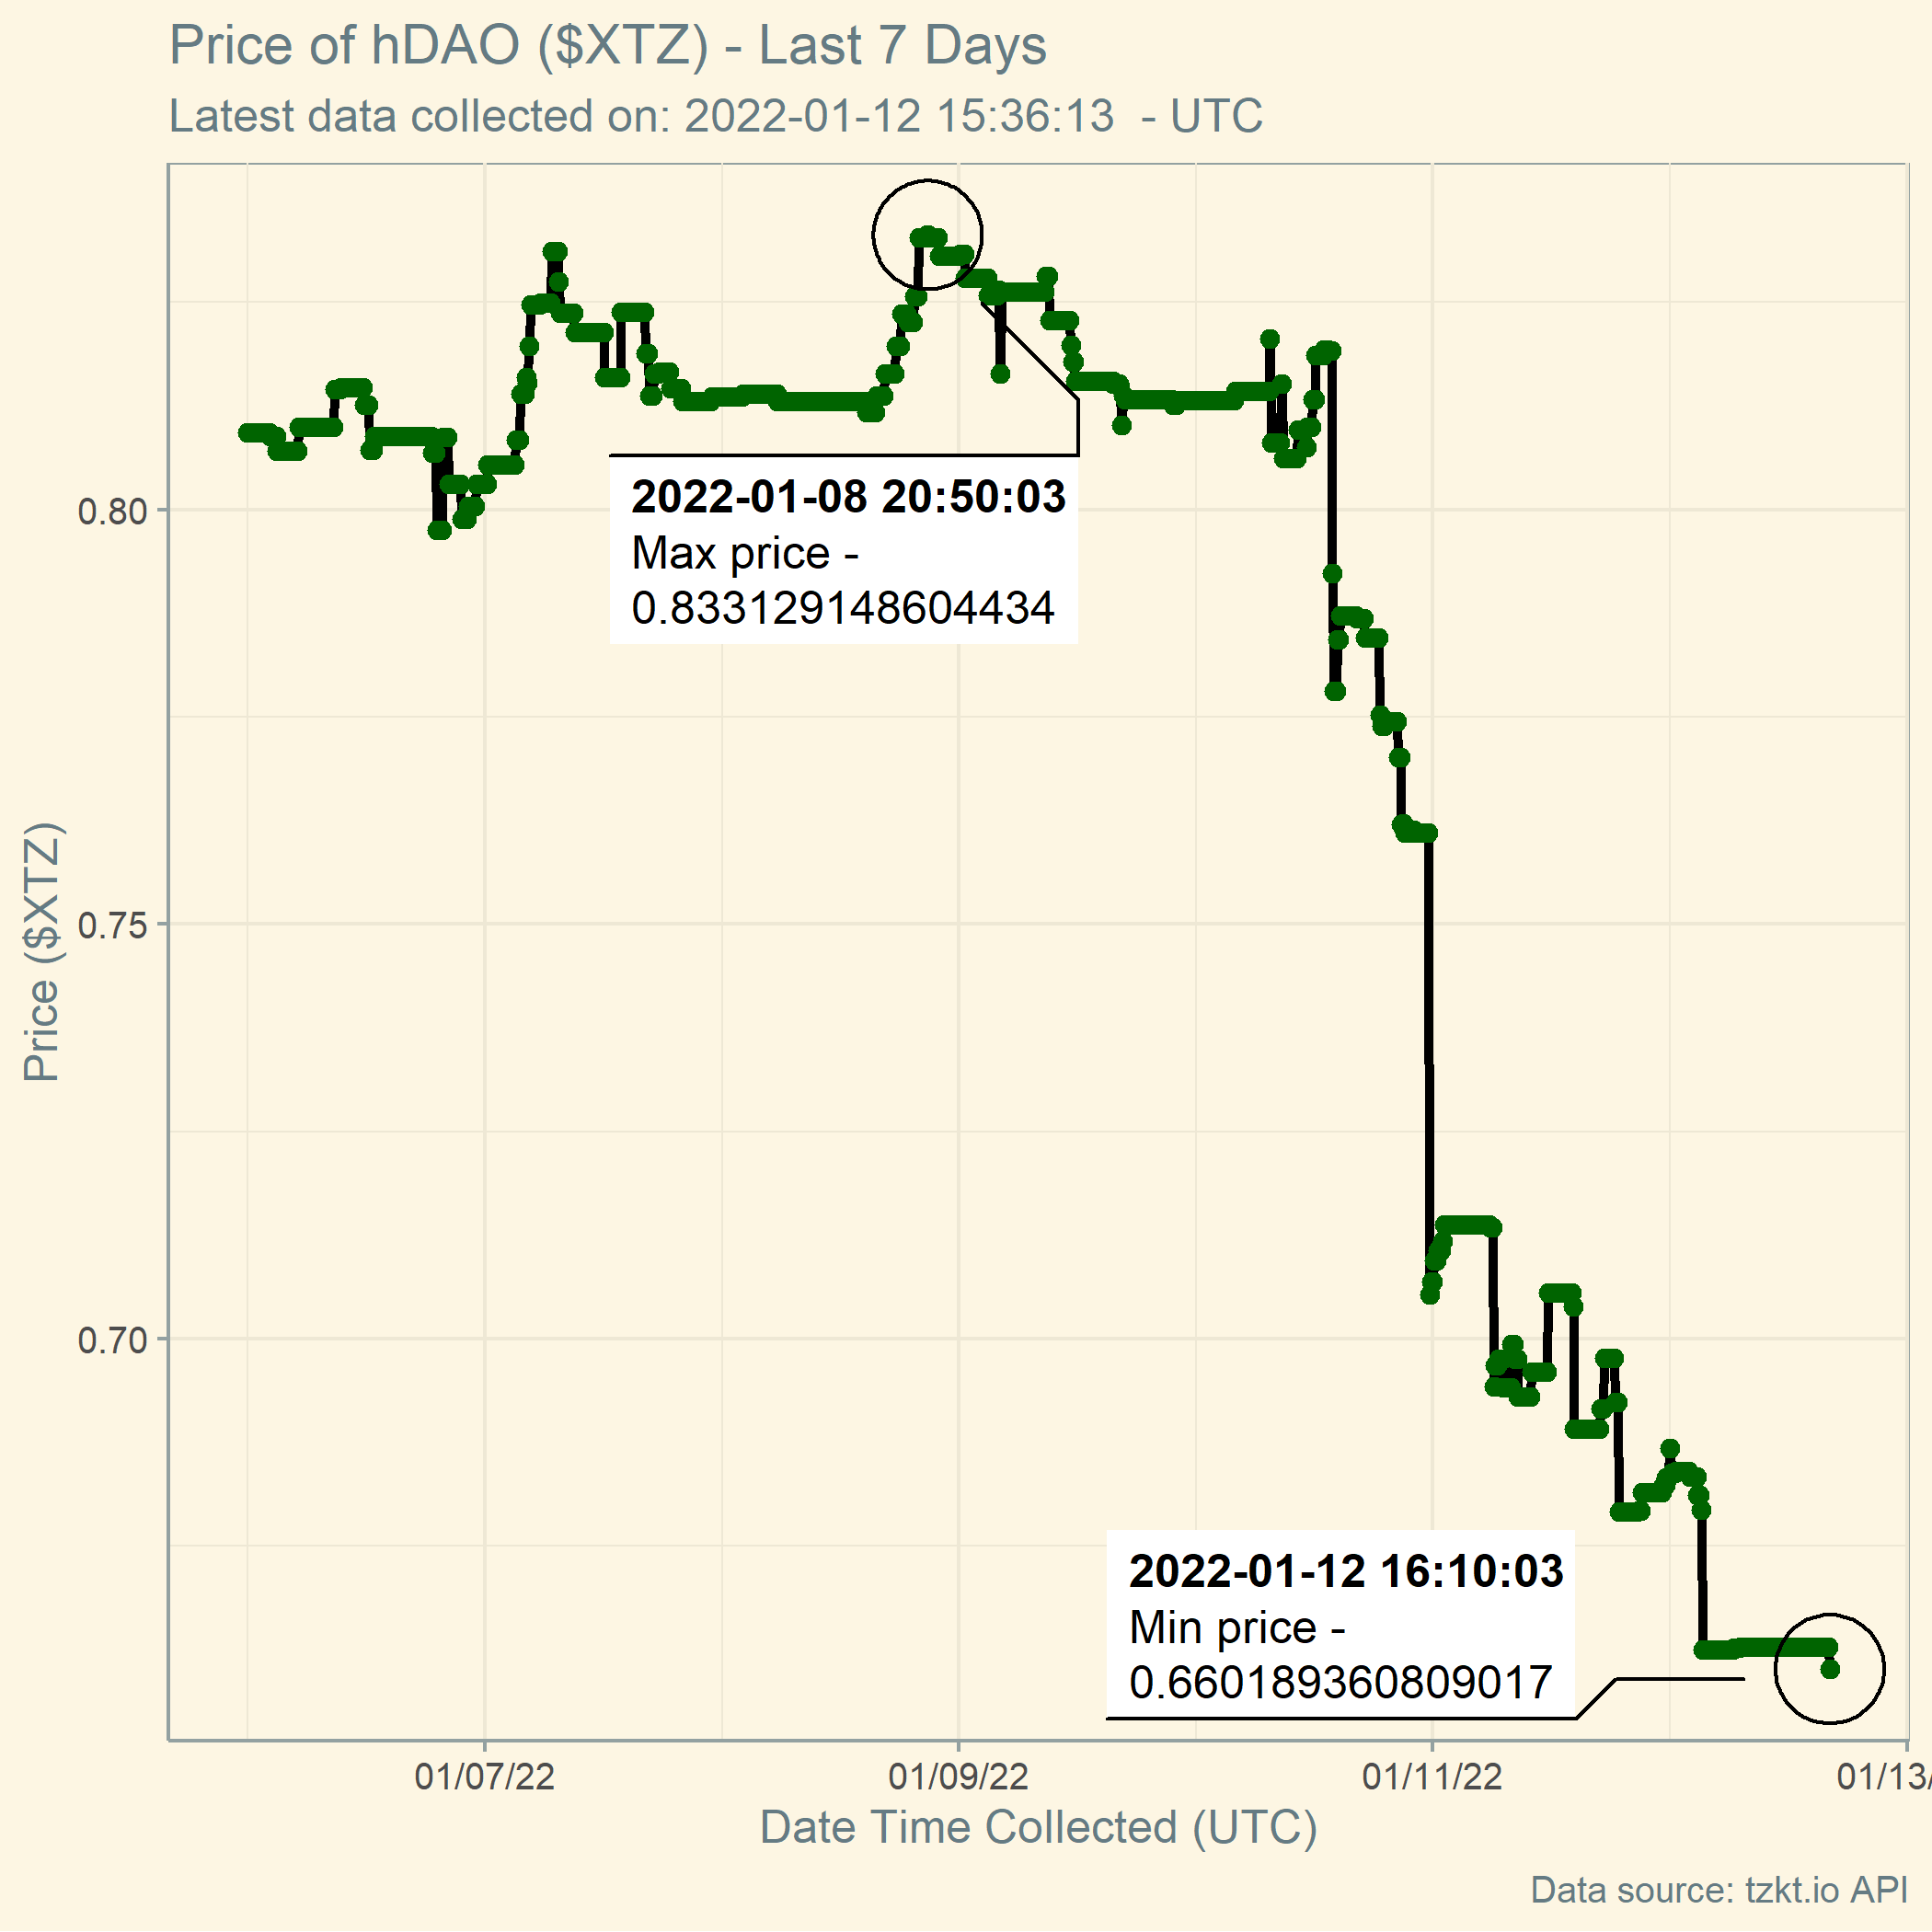 Price of hDAO ($XTZ) - Last 7 Days
Latest data collected on: 2022-01-12 15:36:13  - UTC
Price ($XTZ)
0.80
0.75
0.70
2022-01-08 20:50:03
Max price -
0.833129148604434
2022-01-12 16:10:03
Min price -
0.660189360809017
01/07/22
01/09/22
01/11/22
01/13/
Date Time Collected (UTC)
Data source: tzkt.io API